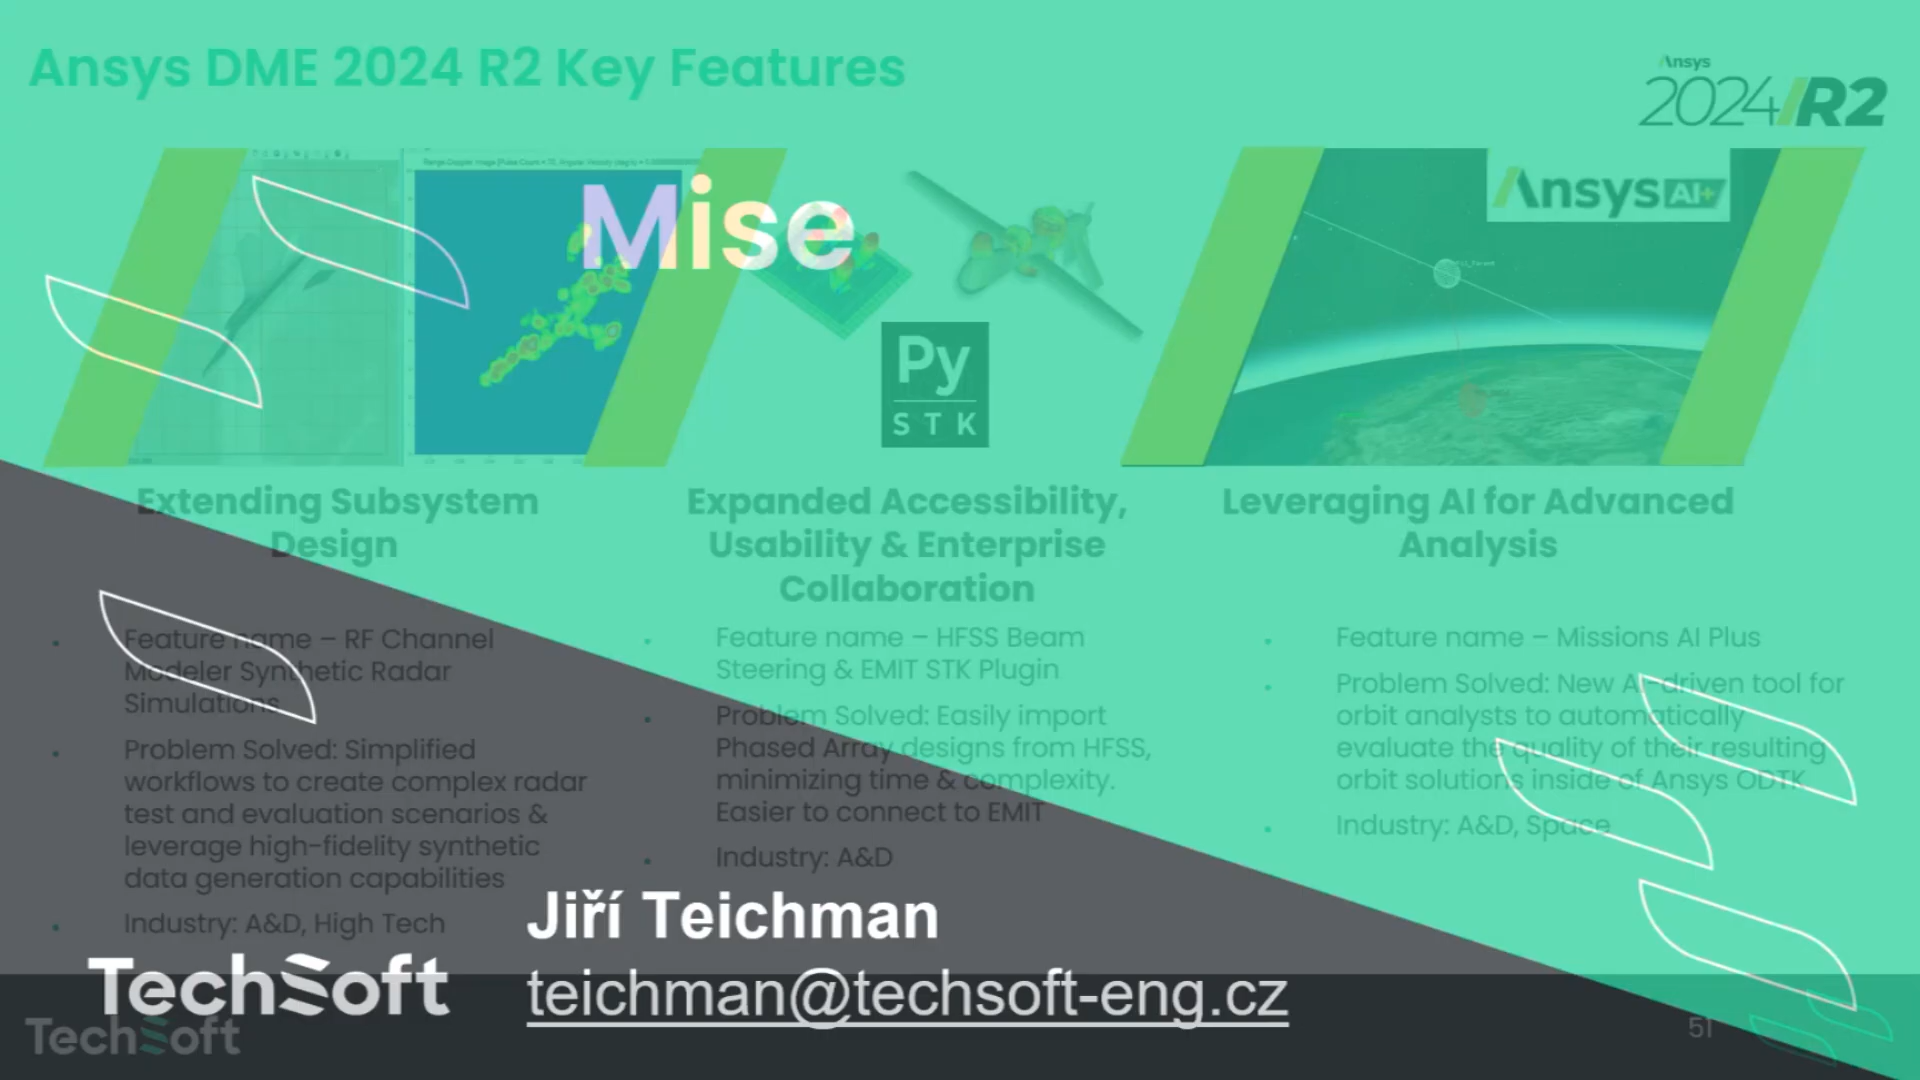 Ansys DME 2024 R2 Key Features
Ansys
2024 R2
Mise
Ansys AI+
Py
STK
Extending Subsystem
Design
Feature name – RF Channel
Modeler Synthetic Radar
Simulations
Problem Solved: Simplified
workflows to create complex radar
test and evaluation scenarios &
leverage high-fidelity synthetic
data generation capabilities
Industry: A&D, High Tech
Expanded Accessibility,
Usability & Enterprise
Collaboration
Feature name – HFSS Beam
Steering & EMIT STK Plugin
Problem Solved: Easily import
Phased Array designs from HFSS,
minimizing time & complexity.
Easier to connect to EMIT
Industry: A&D
Leveraging AI for Advanced
Analysis
Feature name – Missions AI Plus
Problem Solved: New AI-driven tool for
orbit analysts to automatically
evaluate the quality of their resulting
orbit solutions inside of Ansys ODTK
Industry: A&D, Space
Jiří Teichman
TechSoft
teichman@techsoft-eng.cz
TechSoft
51